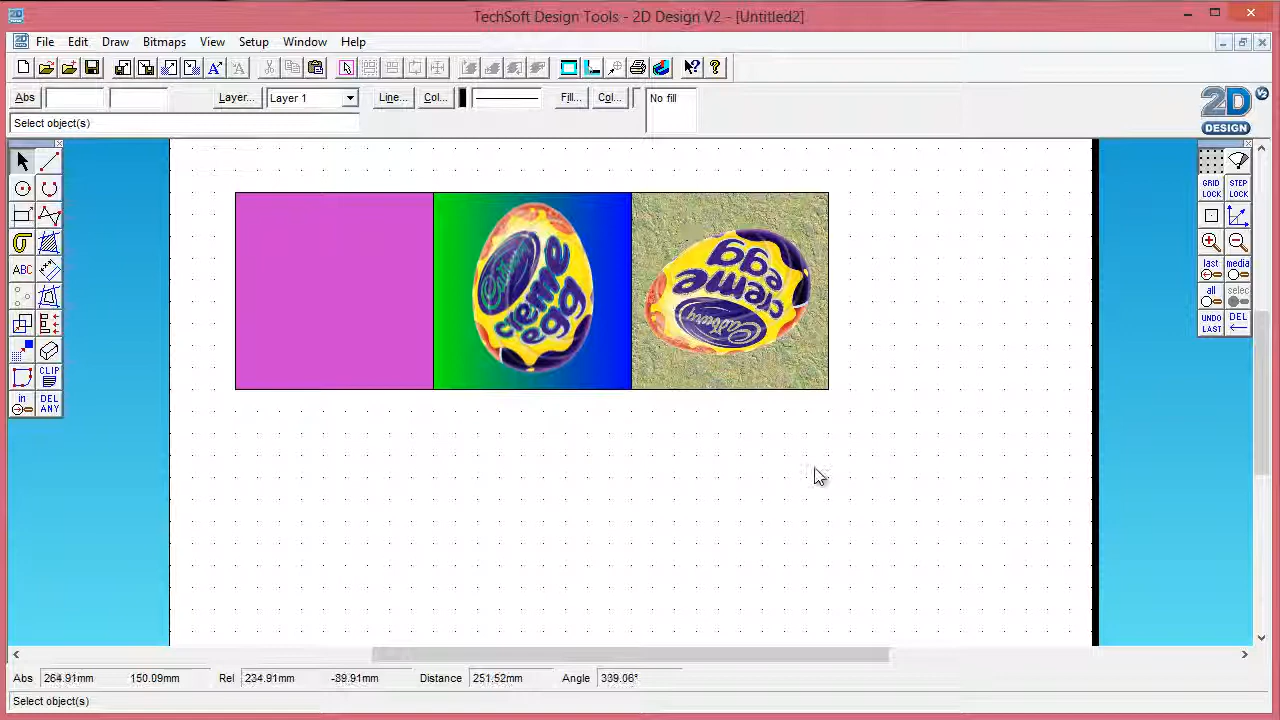 TechSoft Design Tools - 2D Design V2 - [Untitled2]
File Edit Draw Bitmaps View Setup Window Help
Abs Layer... Layer 1 Line... Col... Fill... Col... No fill
2D V2
DESIGN
Select object(s)
GRID LOCK STEP LOCK
ABC
last media
all selec
UNDO LAST DEL
CLIP
in DEL ANY
Cadbury creme egg
Cadbury creme egg
Abs 264.91mm 150.09mm Rel 234.91mm -89.91mm Distance 251.52mm Angle 339.06°
Select object(s)